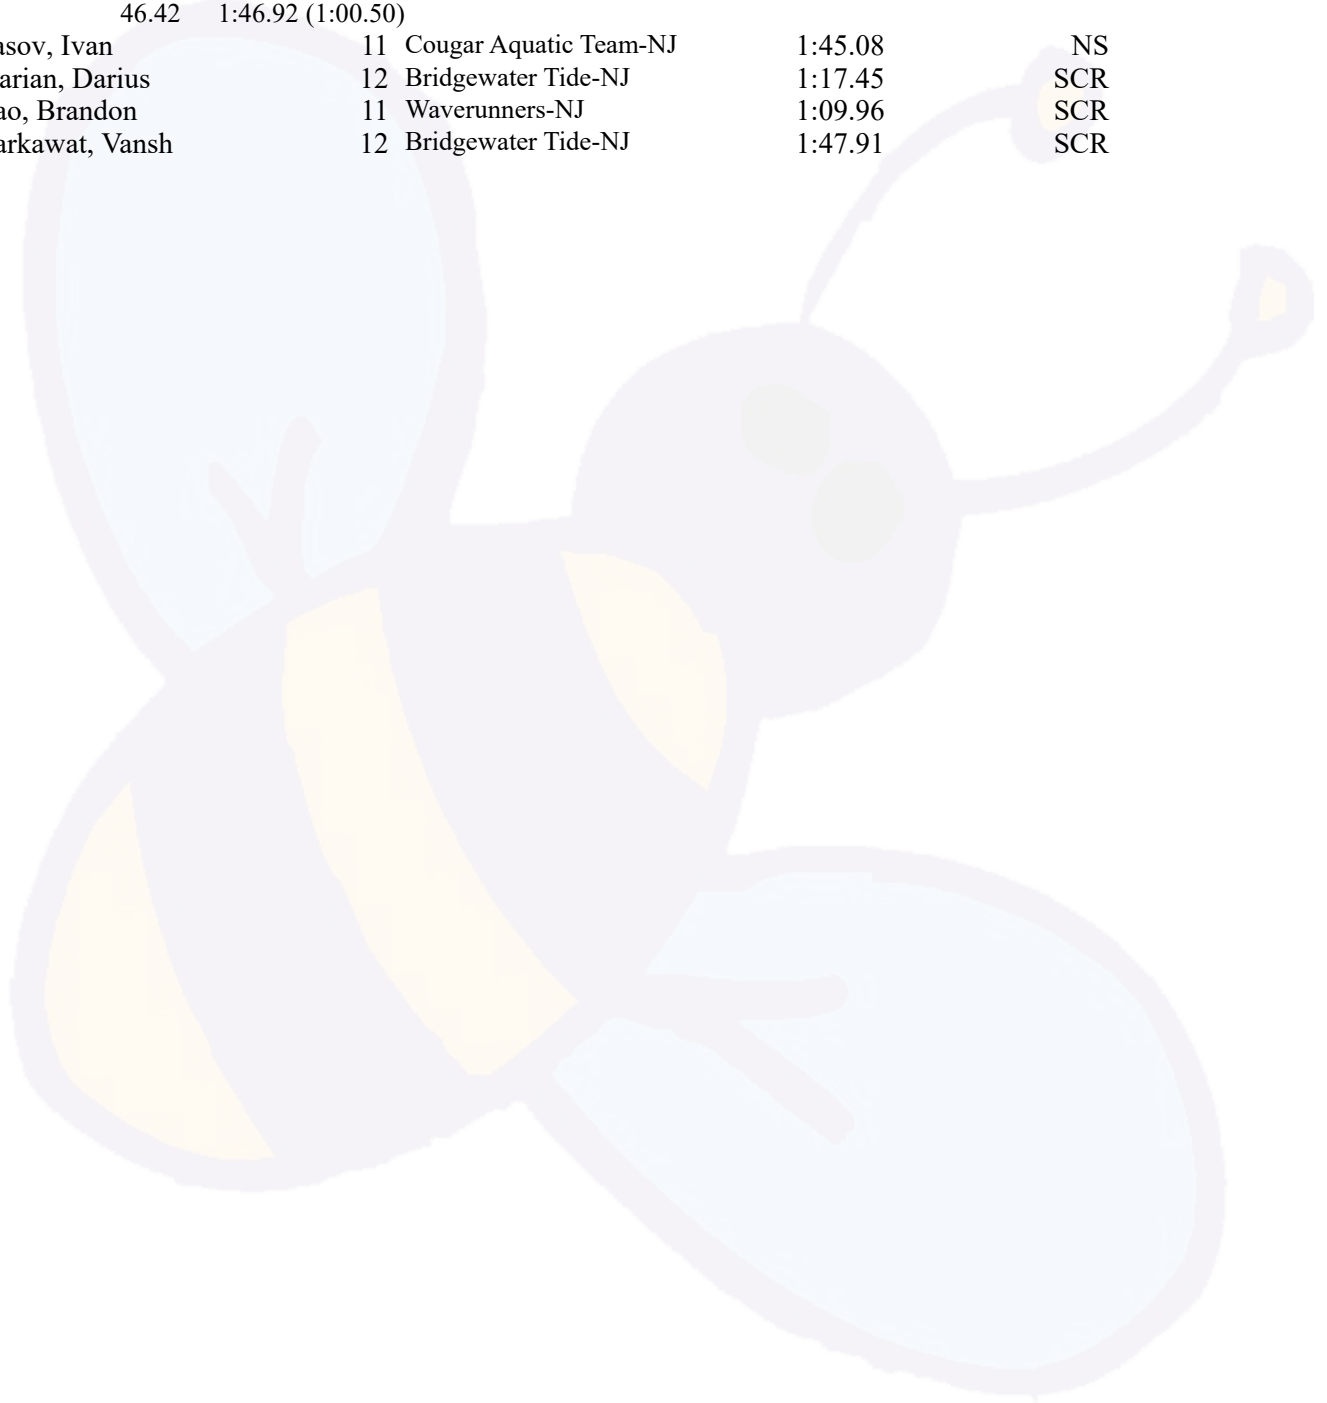 46.42 1:46.92 (1:00.50)
asov, Ivan 11 Cougar Aquatic Team-NJ 1:45.08 NS
arian, Darius 12 Bridgewater Tide-NJ 1:17.45 SCR
ao, Brandon 11 Waverunners-NJ 1:09.96 SCR
arkawat, Vansh 12 Bridgewater Tide-NJ 1:47.91 SCR